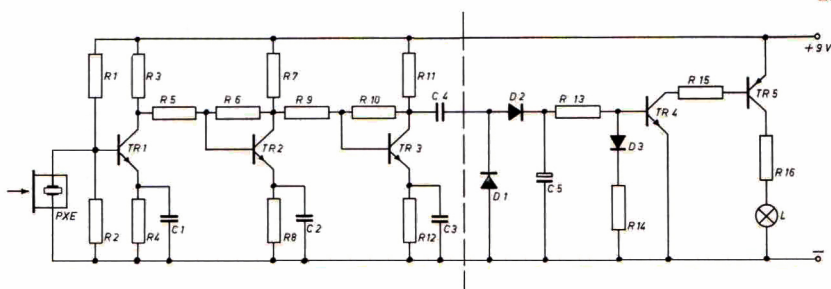 + 9 V
R 1
R 3
R 7
R 11
R 5
R 6
R 9
R 10
C 4
D 2
R 13
R 15
TR 1
TR 2
TR 3
TR 4
TR 5
D 3
D 1
C 5
R 16
PXE
R 2
R 4
C 1
R 8
C 2
R 12
C 3
R 14
L
–